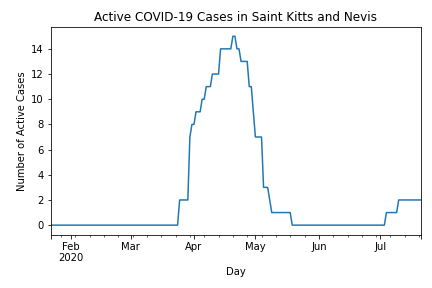 Active COVID-19 Cases in Saint Kitts and Nevis
Number of Active Cases
14
12
10
8
6
4
2
0
Feb Mar Apr May Jun Jul
2020
Day